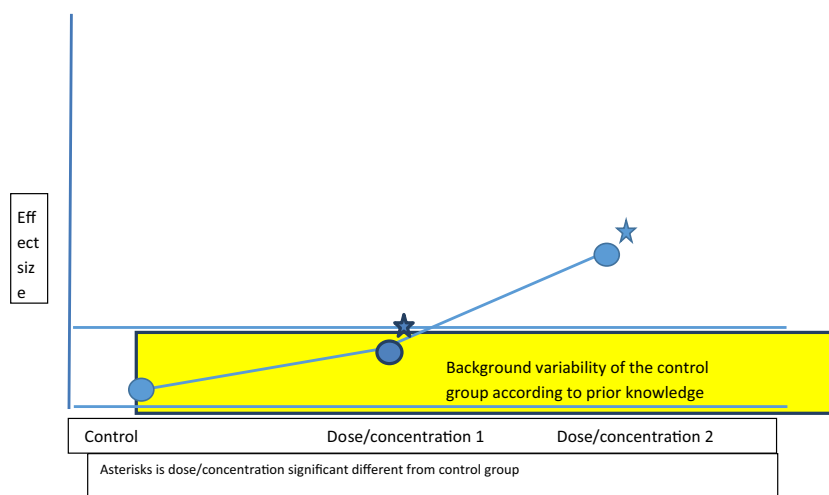 Eff
ect
siz
e
Background variability of the control
group according to prior knowledge
Control Dose/concentration 1 Dose/concentration 2
Asterisks is dose/concentration significant different from control group